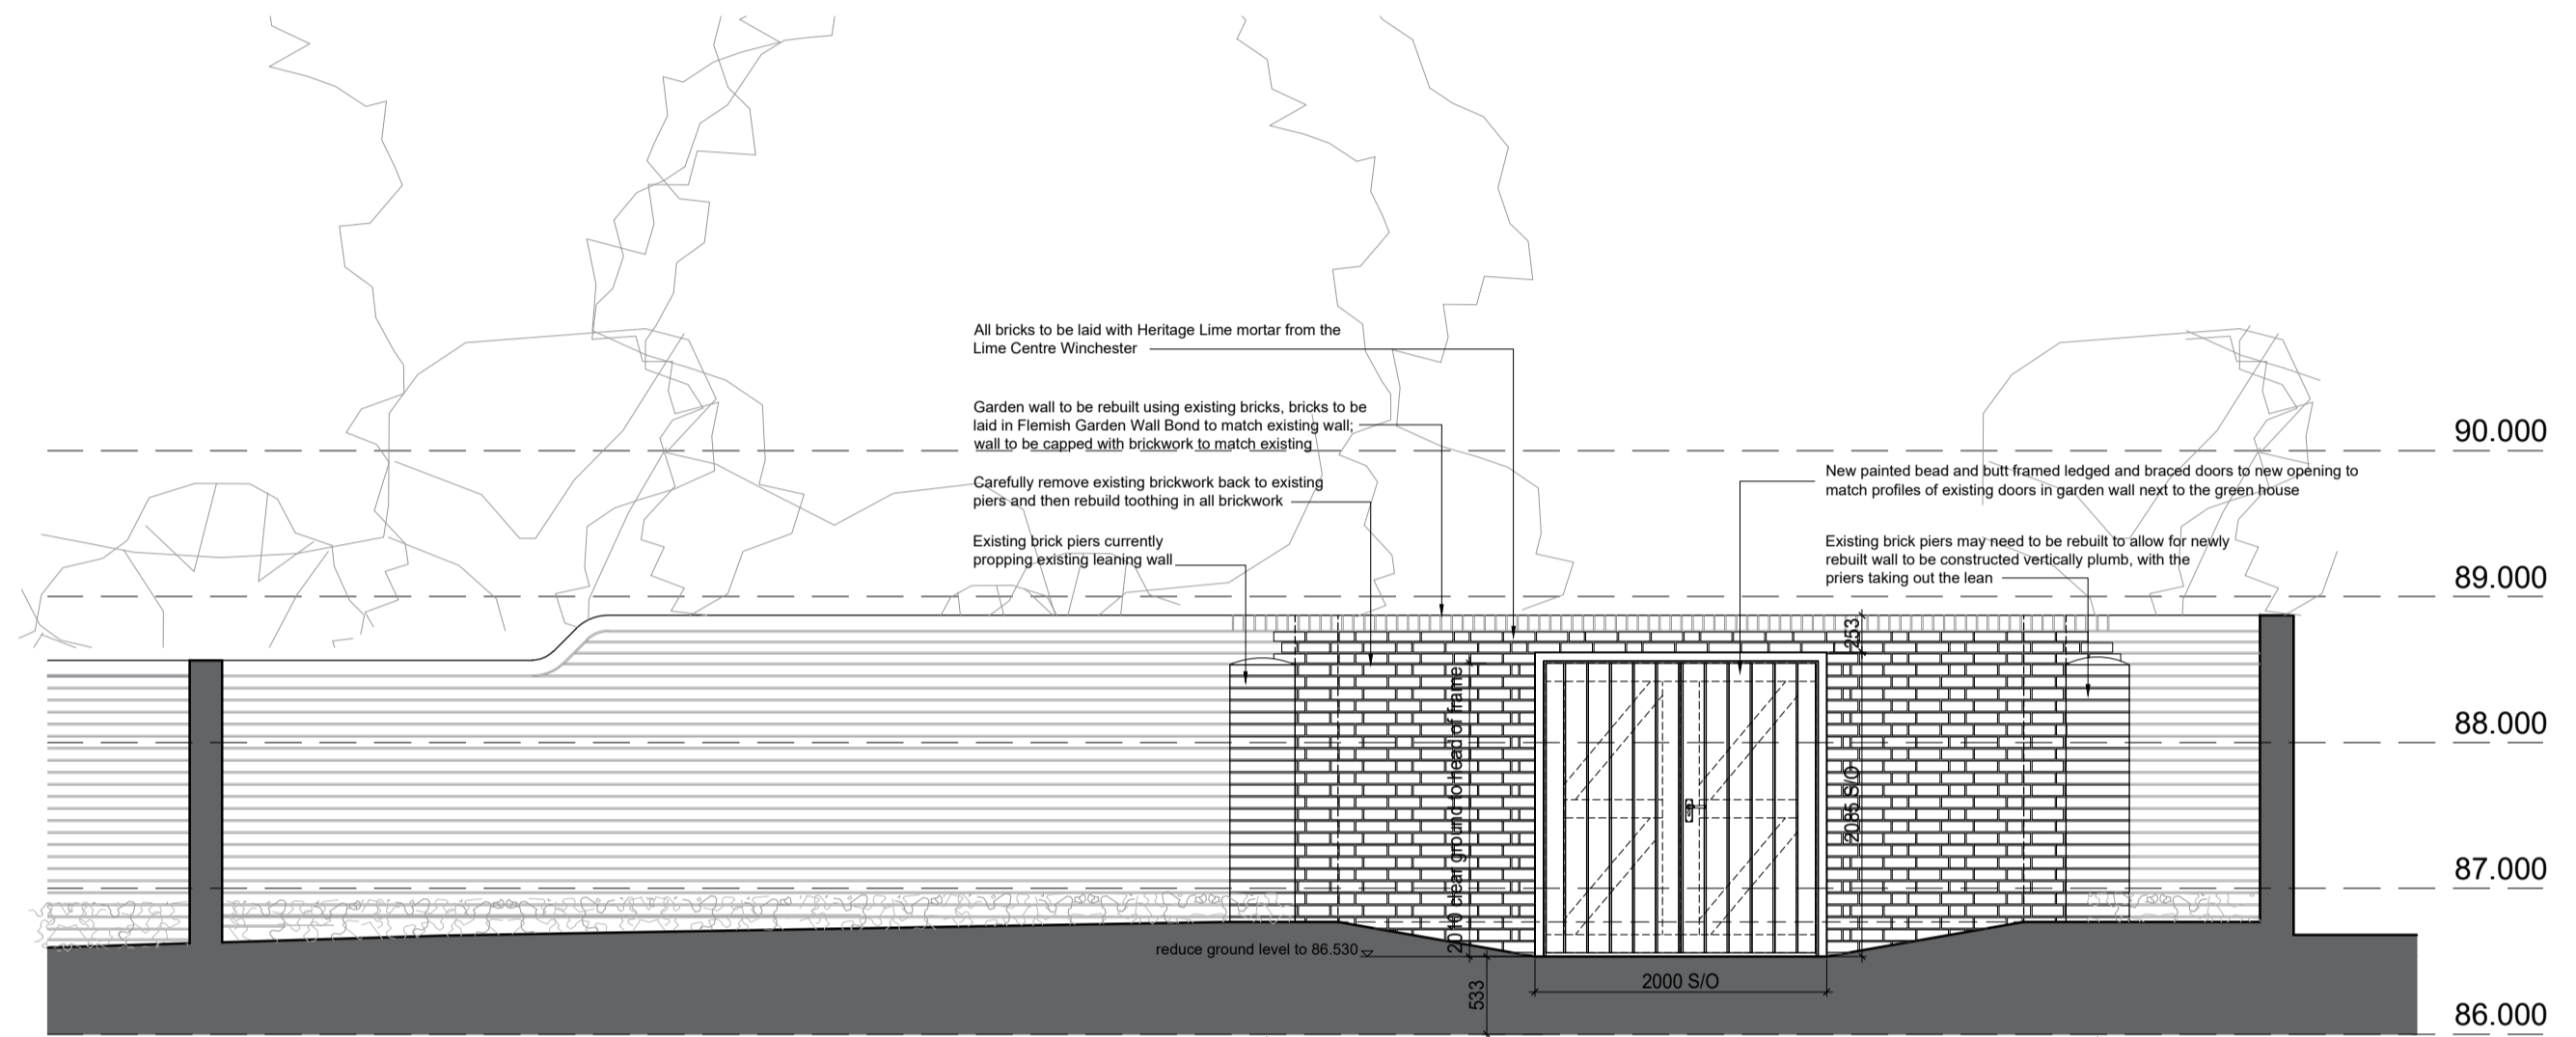 All bricks to be laid with Heritage Lime mortar from the
Lime Centre Winchester
Garden wall to be rebuilt using existing bricks, bricks to be
laid in Flemish Garden Wall Bond to match existing wall;
wall to be capped with brickwork to match existing
Carefully remove existing brickwork back to existing
piers and then rebuild toothing in all brickwork
Existing brick piers currently
propping existing leaning wall
New painted bead and butt framed ledged and braced doors to new opening to
match profiles of existing doors in garden wall next to the green house
Existing brick piers may need to be rebuilt to allow for newly
rebuilt wall to be constructed vertically plumb, with the
priers taking out the lean
90.000
89.000
88.000
87.000
86.000
253
2085 S/O
2010 clear ground to head of frame
reduce ground level to 86.530
2000 S/O
533